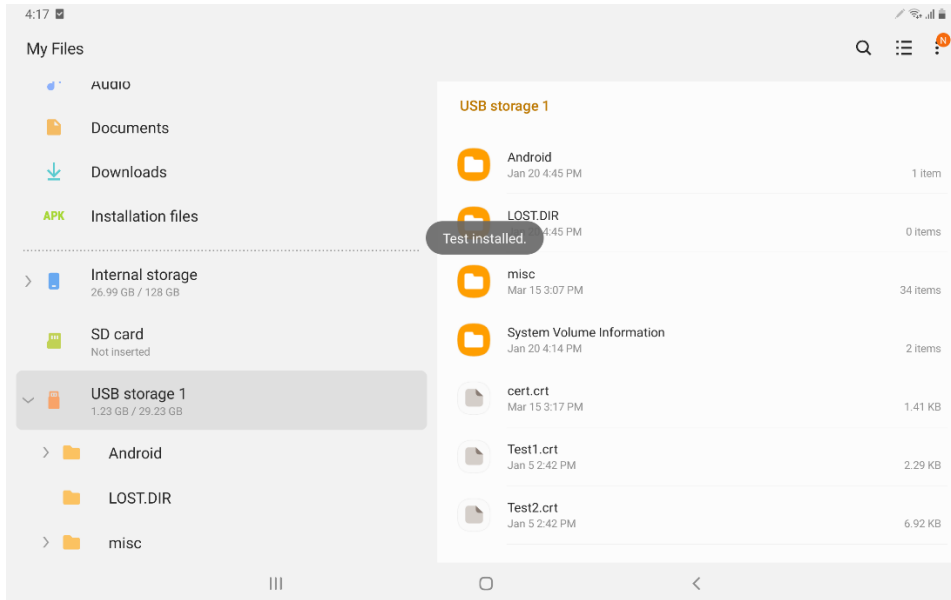 4:17
My Files
N
Audio
Documents
Downloads
APK Installation files
Internal storage
26.99 GB / 128 GB
SD card
Not inserted
USB storage 1
1.23 GB / 29.23 GB
Android
LOST.DIR
misc
USB storage 1
Android
Jan 20 4:45 PM 1 item
LOST.DIR
4:45 PM 0 items
Test installed.
misc
Mar 15 3:07 PM 34 items
System Volume Information
Jan 20 4:14 PM 2 items
cert.crt
Mar 15 3:17 PM 1.41 KB
Test1.crt
Jan 5 2:42 PM 2.29 KB
Test2.crt
Jan 5 2:42 PM 6.92 KB